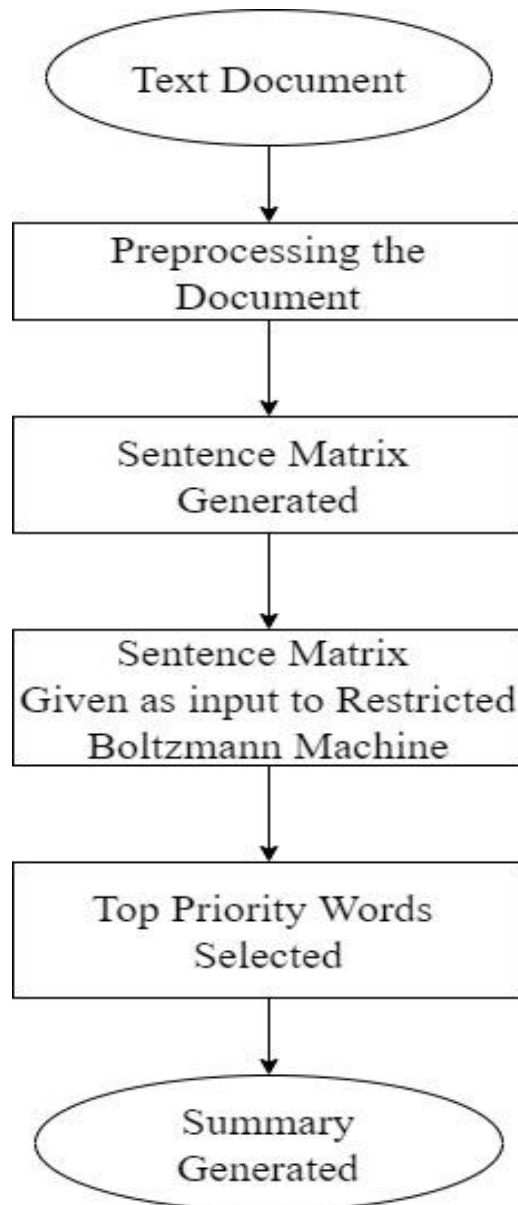 Text Document
Preprocessing the
Document
Sentence Matrix
Generated
Sentence Matrix
Given as input to Restricted
Boltzmann Machine
Top Priority Words
Selected
Summary
Generated